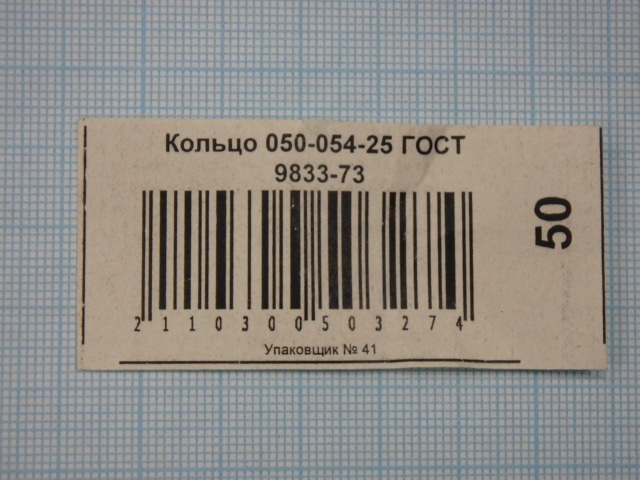 Кольцо 050-054-25 ГОСТ
9833-73
50
2110300503274
Упаковщик № 41